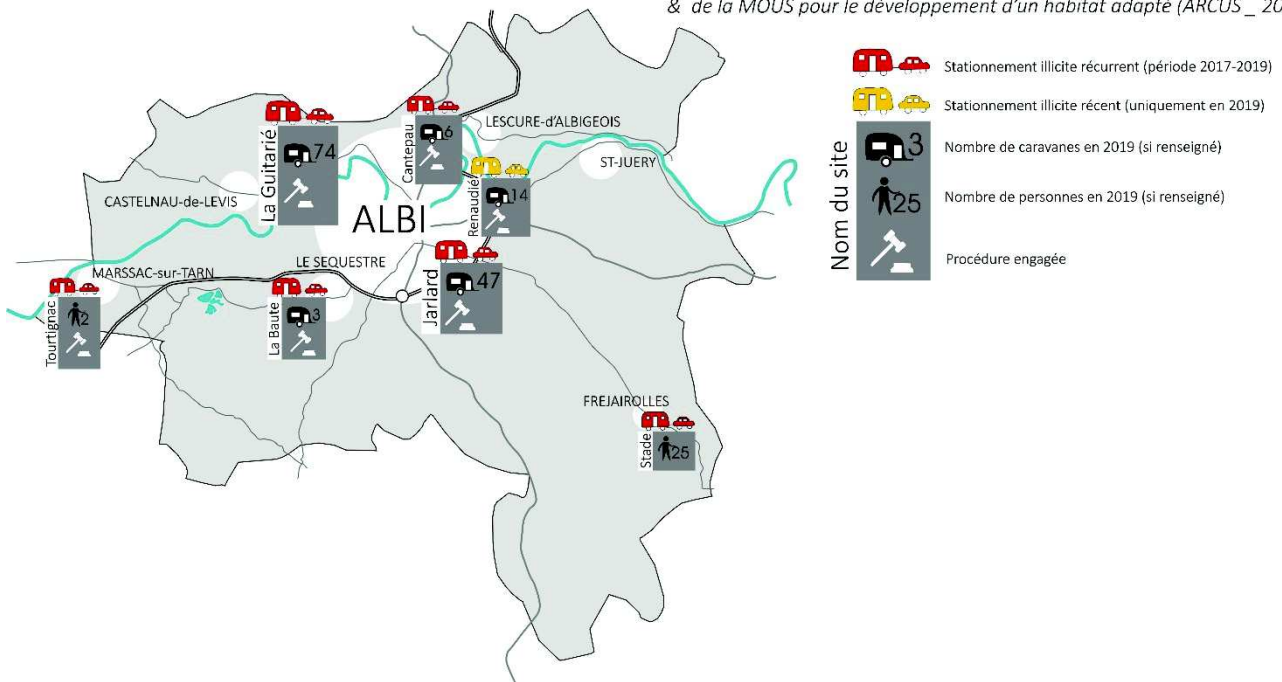 & de la MOUS pour le développement d'un habitat adapté (ARCUS _ 20
Stationnement illicite récurrent (période 2017-2019)
Stationnement illicite récent (uniquement en 2019)
Nom du site
3
Nombre de caravanes en 2019 (si renseigné)
25
Nombre de personnes en 2019 (si renseigné)
Procédure engagée
La Guitarié
74
Cantepau
6
LESCURE-d'ALBIGEOIS
ST-JUERY
Renaudié
14
CASTELNAU-de-LEVIS
ALBI
MARSSAC-sur-TARN
LE SEQUESTRE
Tourtignac
2
La Baute
3
Jarlard
47
FREJAIROLLES
Stade
25